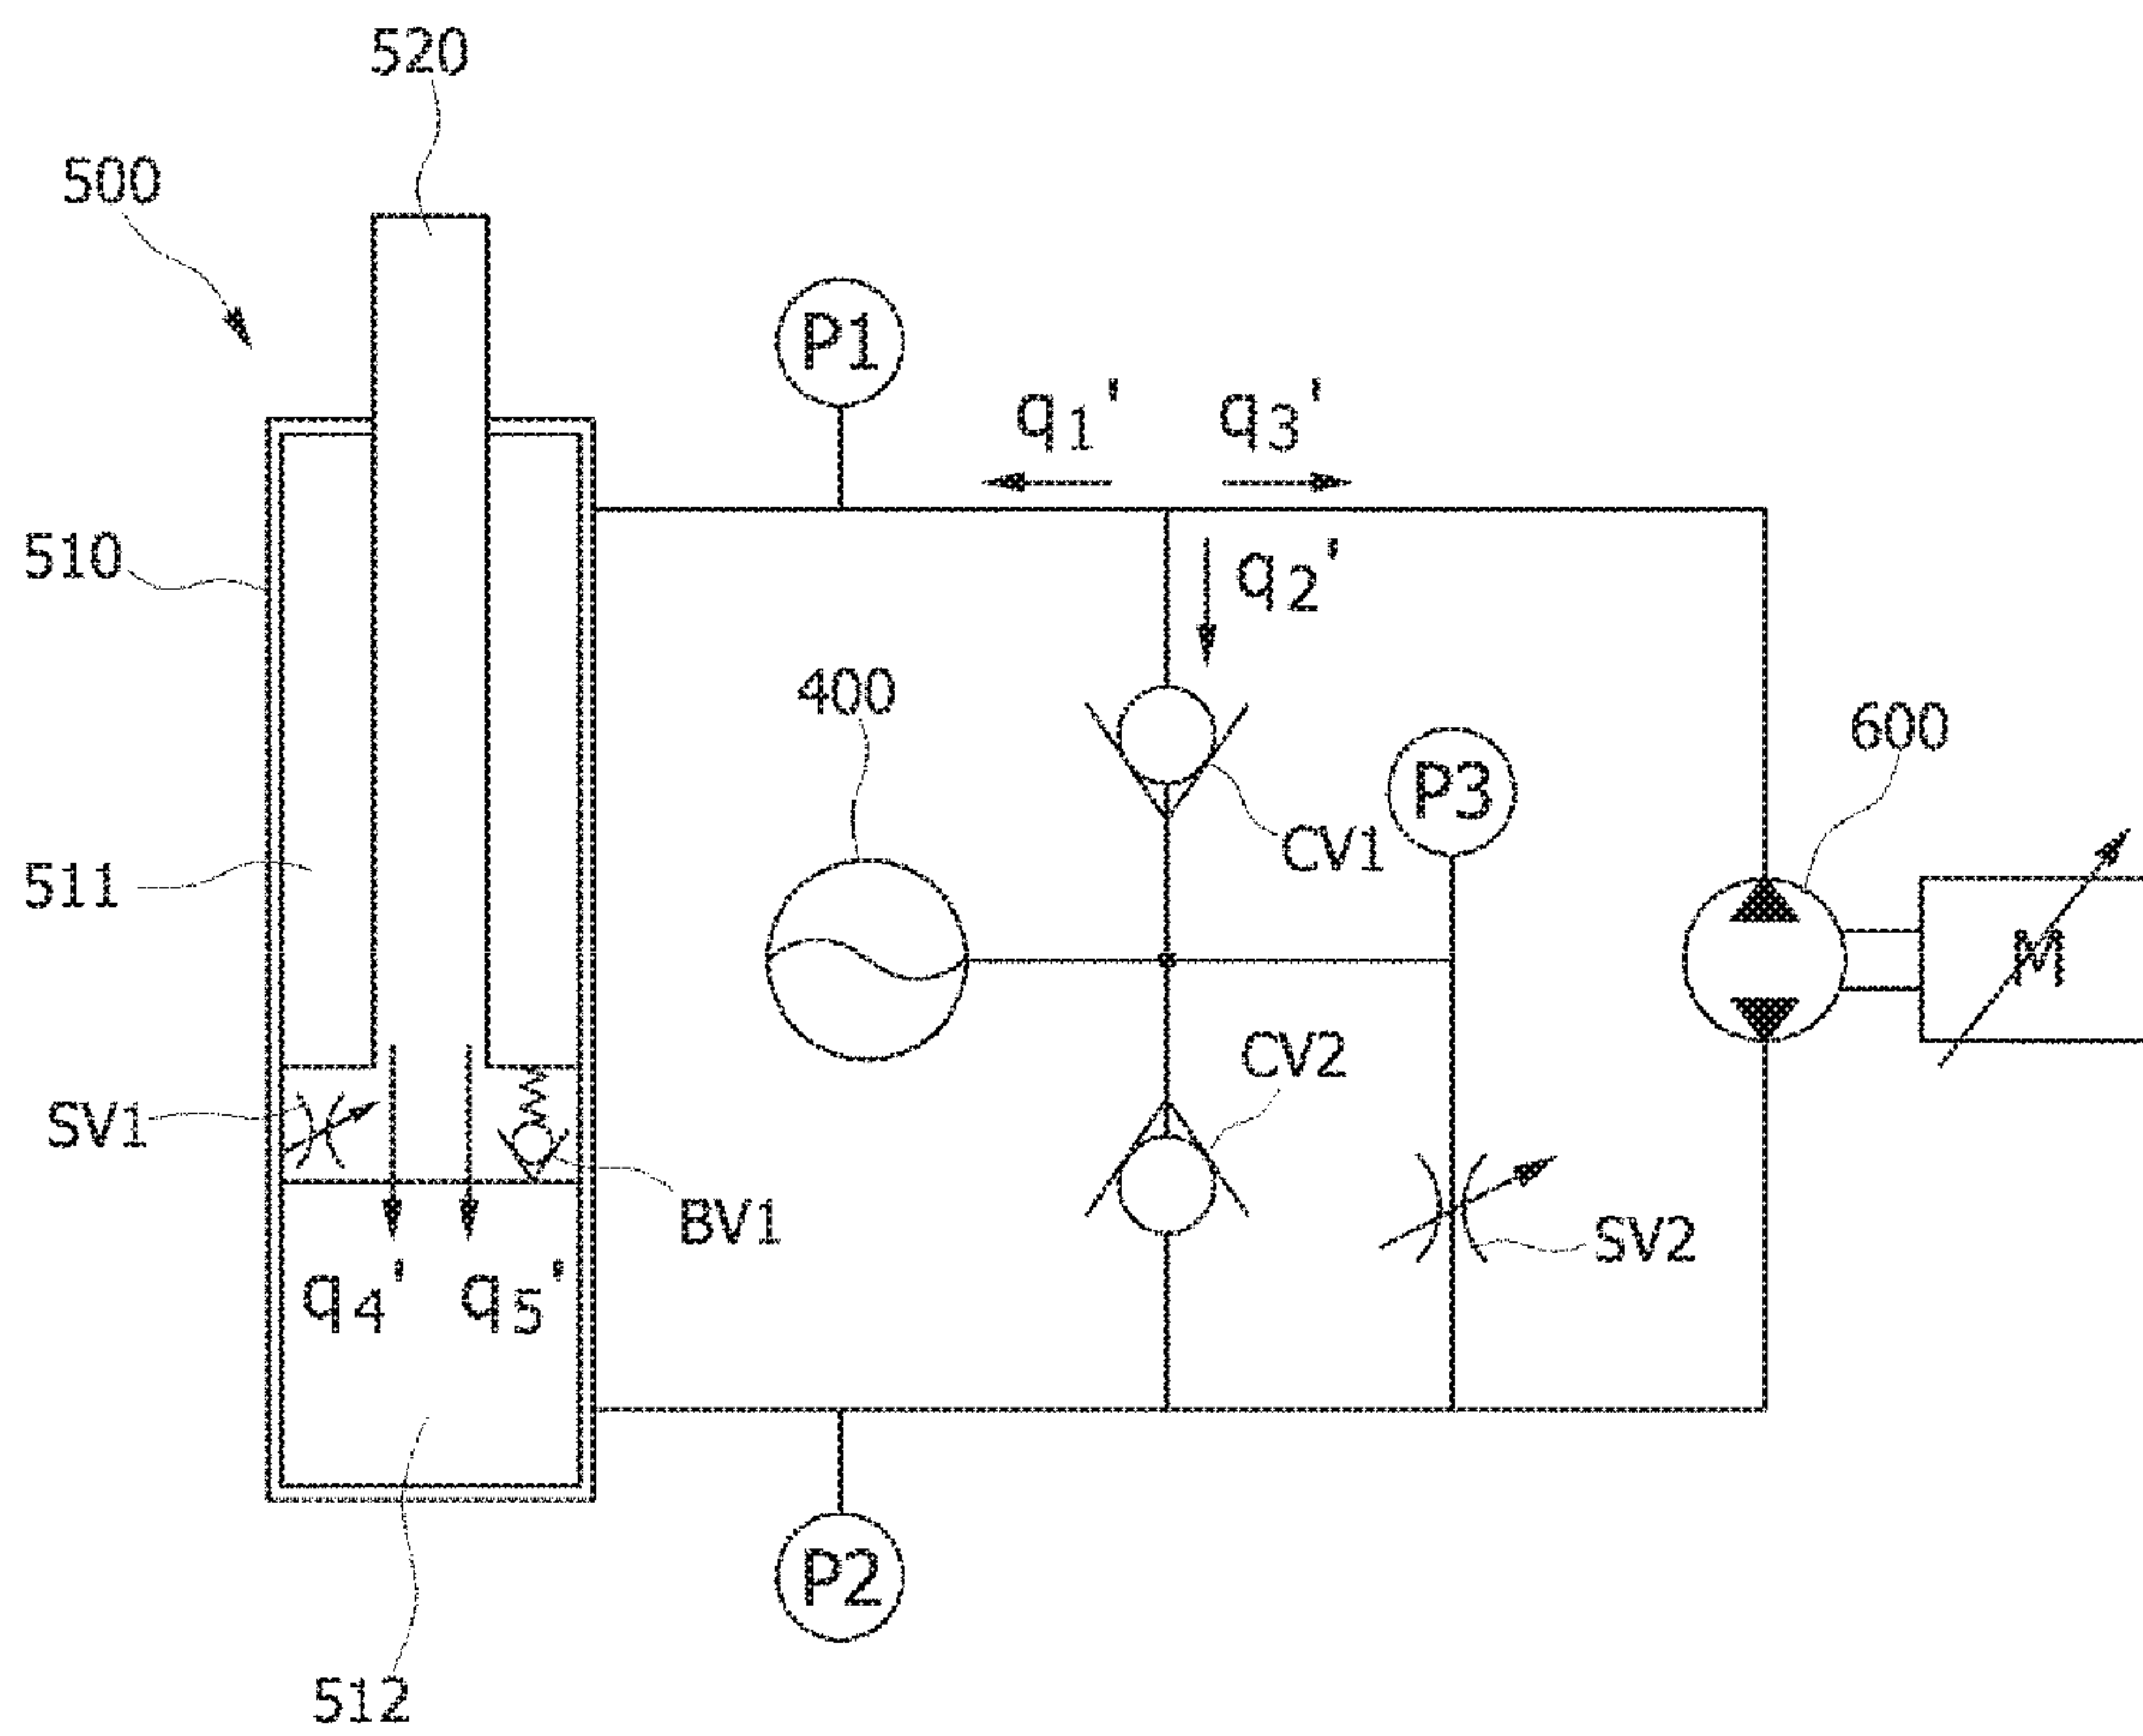 520
500
P1
q1' q3'
510
q2'
400
600
P3
CV1
511
M
CV2
SV1
BV1
SV2
q4' q5'
P2
512